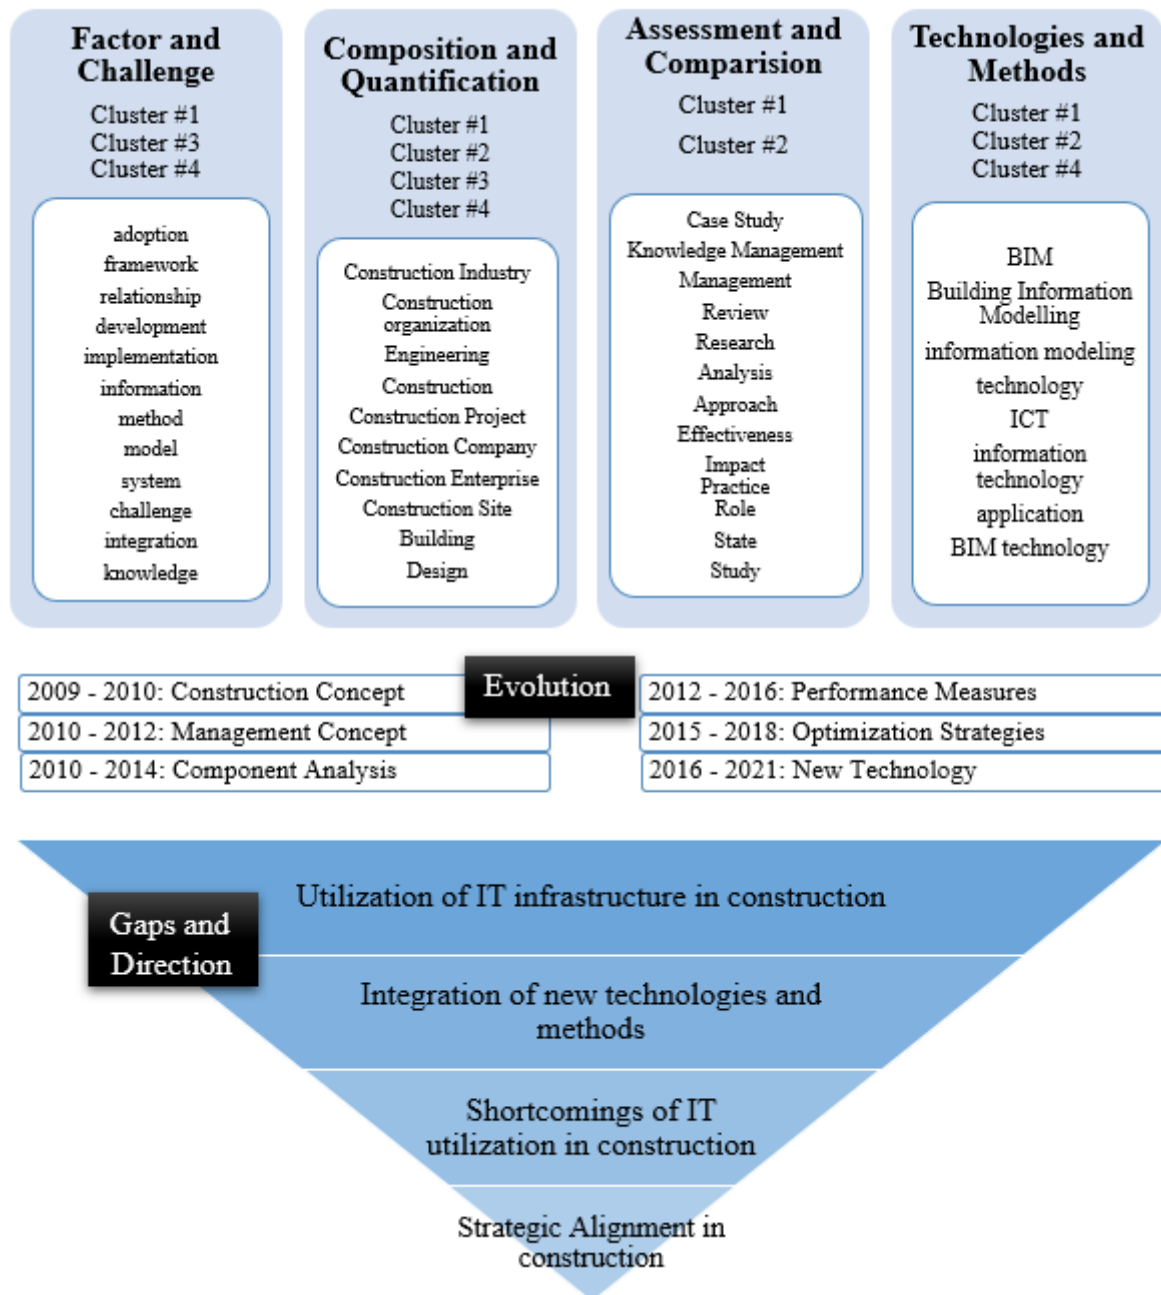 Factor and
Challenge
Cluster #1
Cluster #3
Cluster #4
adoption
framework
relationship
development
implementation
information
method
model
system
challenge
integration
knowledge
Composition and
Quantification
Cluster #1
Cluster #2
Cluster #3
Cluster #4
Construction Industry
Construction
organization
Engineering
Construction
Construction Project
Construction Company
Construction Enterprise
Construction Site
Building
Design
Assessment and
Comparision
Cluster #1
Cluster #2
Case Study
Knowledge Management
Management
Review
Research
Analysis
Approach
Effectiveness
Impact
Practice
Role
State
Study
Technologies and
Methods
Cluster #1
Cluster #2
Cluster #4
BIM
Building Information
Modelling
information modeling
technology
ICT
information
technology
application
BIM technology
Evolution
2009 - 2010: Construction Concept
2010 - 2012: Management Concept
2010 - 2014: Component Analysis
2012 - 2016: Performance Measures
2015 - 2018: Optimization Strategies
2016 - 2021: New Technology
Gaps and
Direction
Utilization of IT infrastructure in construction
Integration of new technologies and
methods
Shortcomings of IT
utilization in construction
Strategic Alignment in
construction